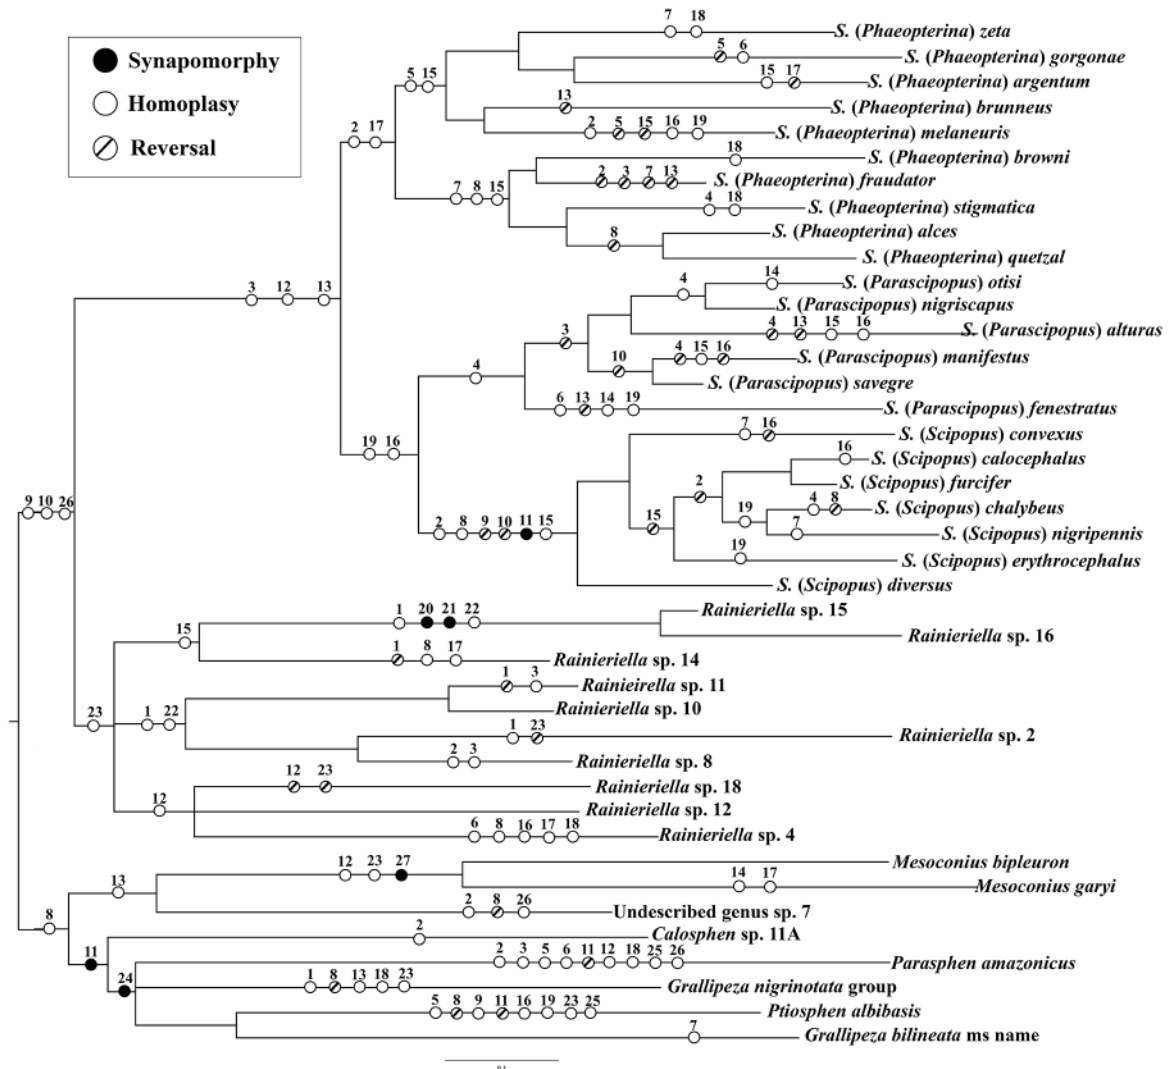 Synapomorphy
Homoplasy
Reversal
7 18
S. (Phaeopterina) zeta
5 6
S. (Phaeopterina) gorgonae
5 15
15 17
S. (Phaeopterina) argentum
13
S. (Phaeopterina) brunneus
2 17
2 5 15 16 19
S. (Phaeopterina) melaneuris
18
S. (Phaeopterina) browni
7 8 15
2 3 7 13
S. (Phaeopterina) fraudator
4 18
S. (Phaeopterina) stigmatica
S. (Phaeopterina) alces
8
S. (Phaeopterina) quetzal
3 12 13
4
14
S. (Parascipopus) otisi
S. (Parascipopus) nigriscapus
3
4 13 15 16
S. (Parascipopus) alturas
10
4 15 16
S. (Parascipopus) manifestus
4
S. (Parascipopus) savegre
6 13 14 19
S. (Parascipopus) fenestratus
19 16
7 16
S. (Scipopus) convexus
16
S. (Scipopus) calocephalus
2
S. (Scipopus) furcifer
9 10 26
4 8
S. (Scipopus) chalybeus
15
19
7
S. (Scipopus) nigripennis
2 8 9 10 11 15
19
S. (Scipopus) erythrocephalus
S. (Scipopus) diversus
1 20 21 22
Rainieriella sp. 15
15
Rainieriella sp. 16
1 8 17
Rainieriella sp. 14
1 3
Rainieirella sp. 11
23
1 22
Rainieriella sp. 10
1 23
Rainieriella sp. 2
2 3
Rainieriella sp. 8
12 23
Rainieriella sp. 18
12
Rainieriella sp. 12
6 8 16 17 18
Rainieriella sp. 4
12 23 27
Mesoconius bipleuron
13
14 17
Mesoconius garyi
8
2 8 26
Undescribed genus sp. 7
2
Calosphen sp. 11A
11
2 3 5 6 11 12 18 25 26
Parasphen amazonicus
24
1 8 13 18 23
Grallipeza nigrinotata group
5 8 9 11 16 19 23 25
Ptiosphen albibasis
7
Grallipeza bilineata ms name